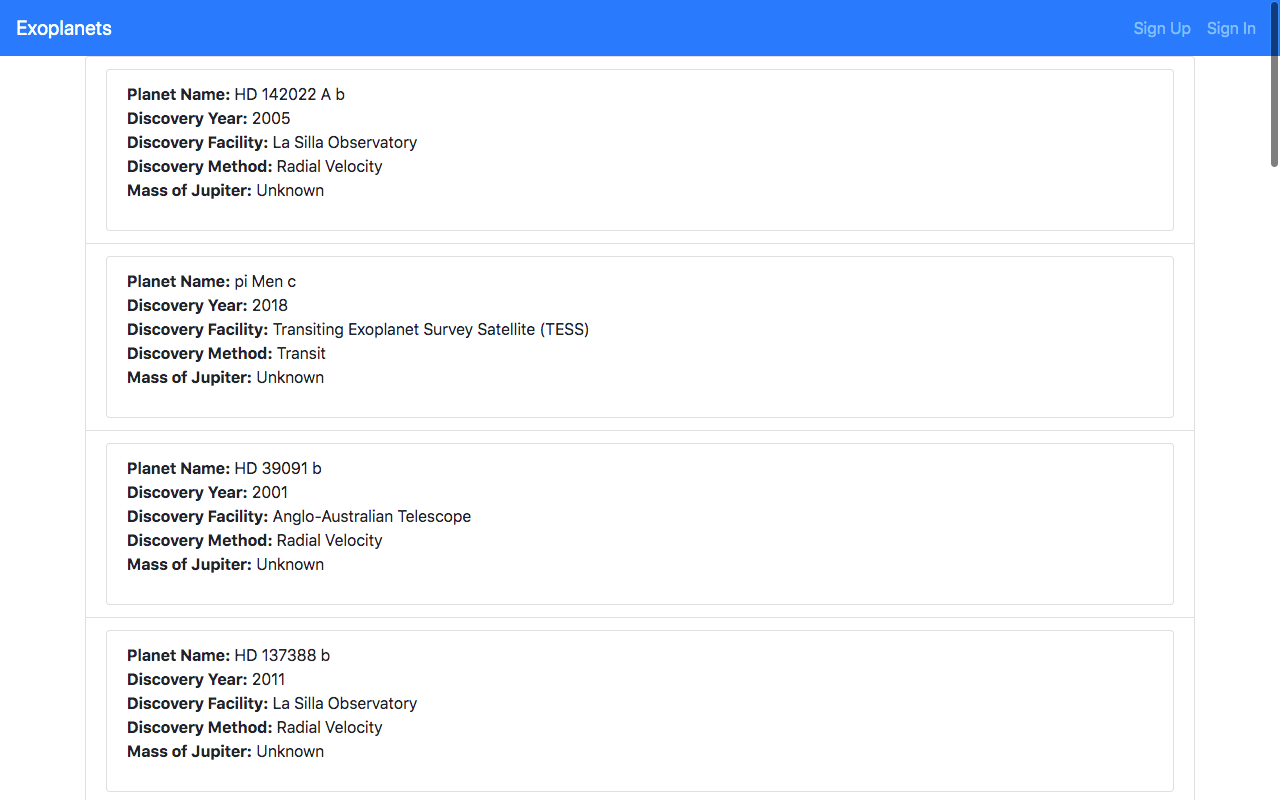 Exoplanets
Sign Up Sign In
Planet Name: HD 142022 A b
Discovery Year: 2005
Discovery Facility: La Silla Observatory
Discovery Method: Radial Velocity
Mass of Jupiter: Unknown
Planet Name: pi Men c
Discovery Year: 2018
Discovery Facility: Transiting Exoplanet Survey Satellite (TESS)
Discovery Method: Transit
Mass of Jupiter: Unknown
Planet Name: HD 39091 b
Discovery Year: 2001
Discovery Facility: Anglo-Australian Telescope
Discovery Method: Radial Velocity
Mass of Jupiter: Unknown
Planet Name: HD 137388 b
Discovery Year: 2011
Discovery Facility: La Silla Observatory
Discovery Method: Radial Velocity
Mass of Jupiter: Unknown